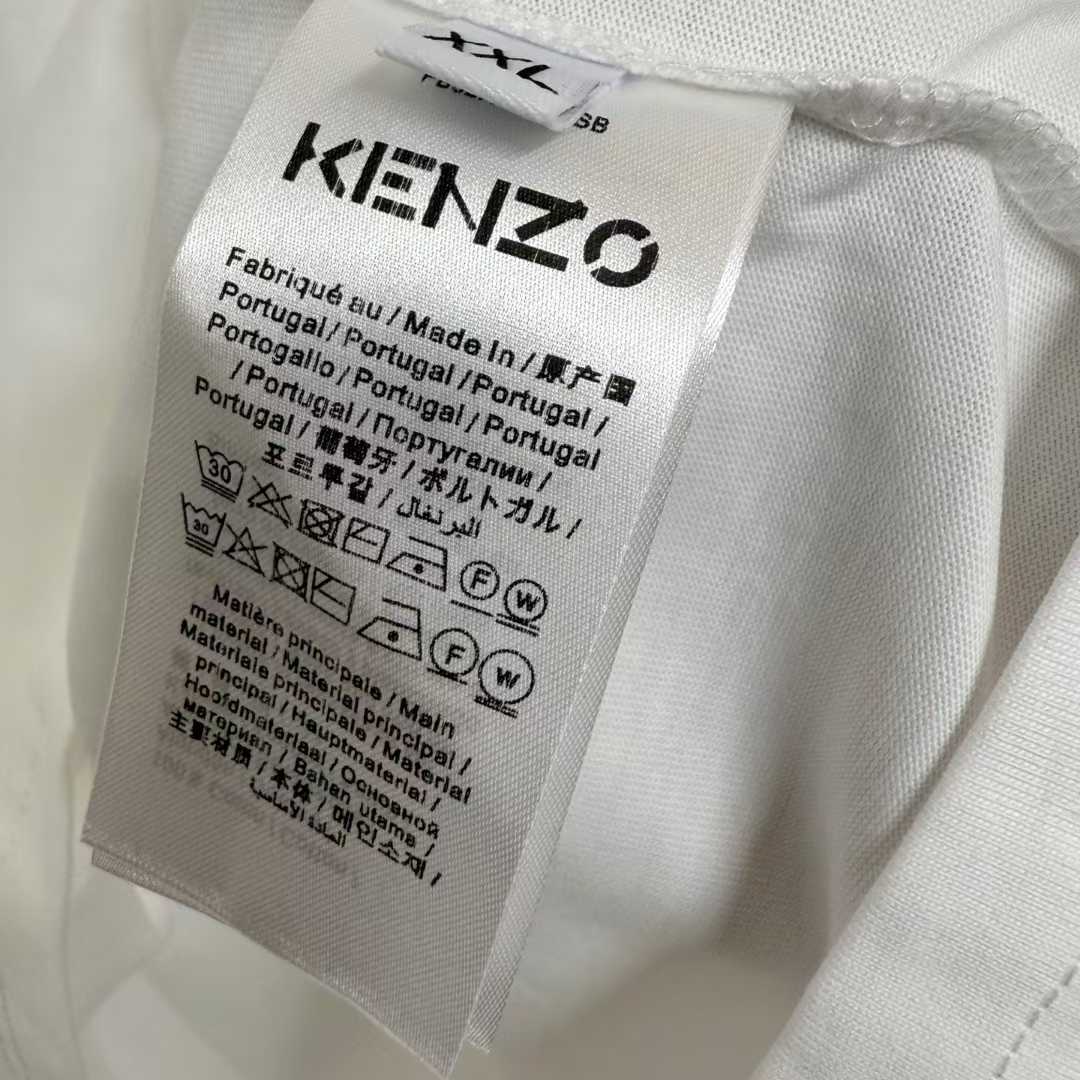 XXL
SB
KENZO
Fabriqué au / Made In / 原产国
Portugal / Portugal / Portugal /
Portogallo / Portugal / Portugal
/ Portugal / Португалии /
Portugal / 葡萄牙 / ポルトガル /
포르투갈 / البرتغال
30
F
W
30
F
W
Matière principale / Main
material / Material principal /
Materiale principale / Material
principal / Hauptmaterial /
Hoofdmateriaal / Основной
материал / Bahan utama /
主要材质 / 本体 / 메인소재 /
المادة الأساسية